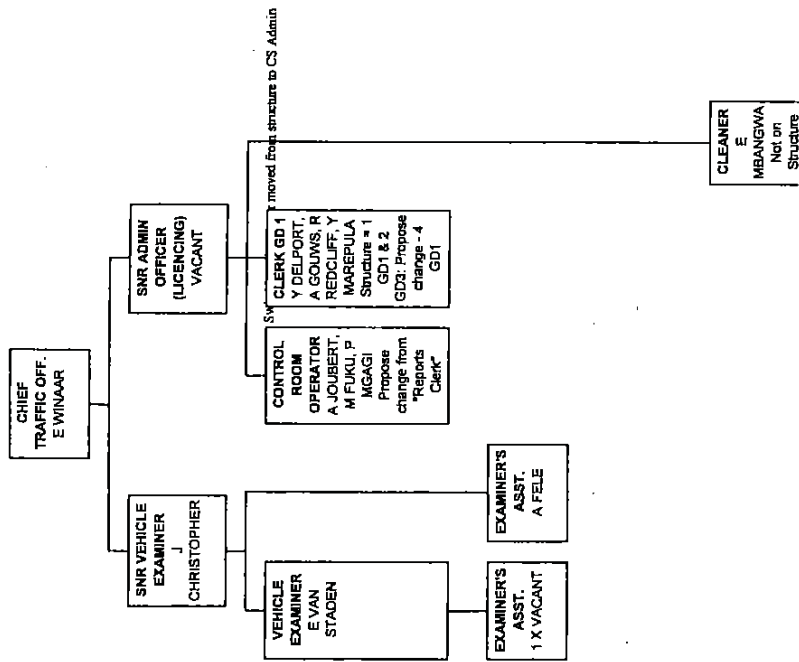 CHIEF
TRAFFIC OFF.
E WINAAR
SNR VEHICLE
EXAMINER
J
CHRISTOPHER
SNR ADMIN
OFFICER
(LICENCING)
VACANT
VEHICLE
EXAMINER
E VAN
STADEN
EXAMINER'S
ASST.
1 X VACANT
EXAMINER'S
ASST.
A FELE
CONTROL
ROOM
OPERATOR
A JOUBERT,
M FUKU, P
MGAGI
Propose
change from
"Reports
Clerk"
CLERK GD 1
Y DELPORT,
A GOUWS, R
REDCLIFF, Y
MAREPULA
Structure = 1
GD1 & 2
GD3: Propose
change - 4
GD1
moved from structure to CS Admin
CLEANER
E
MBANGWA
Not on
Structure